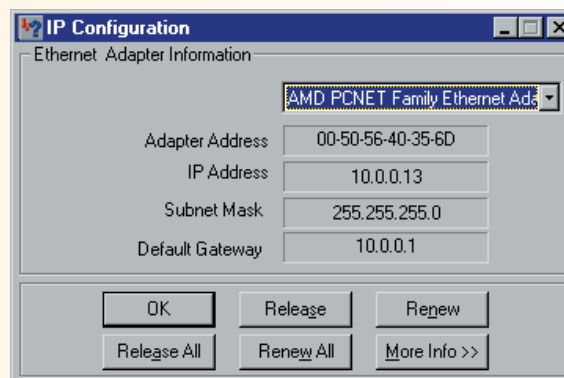 IP Configuration
Ethernet Adapter Information
AMD PCNET Family Ethernet Ada
Adapter Address 00-50-56-40-35-6D
IP Address 10.0.0.13
Subnet Mask 255.255.255.0
Default Gateway 10.0.0.1
OK Release Renew
Release All Renew All More Info >>